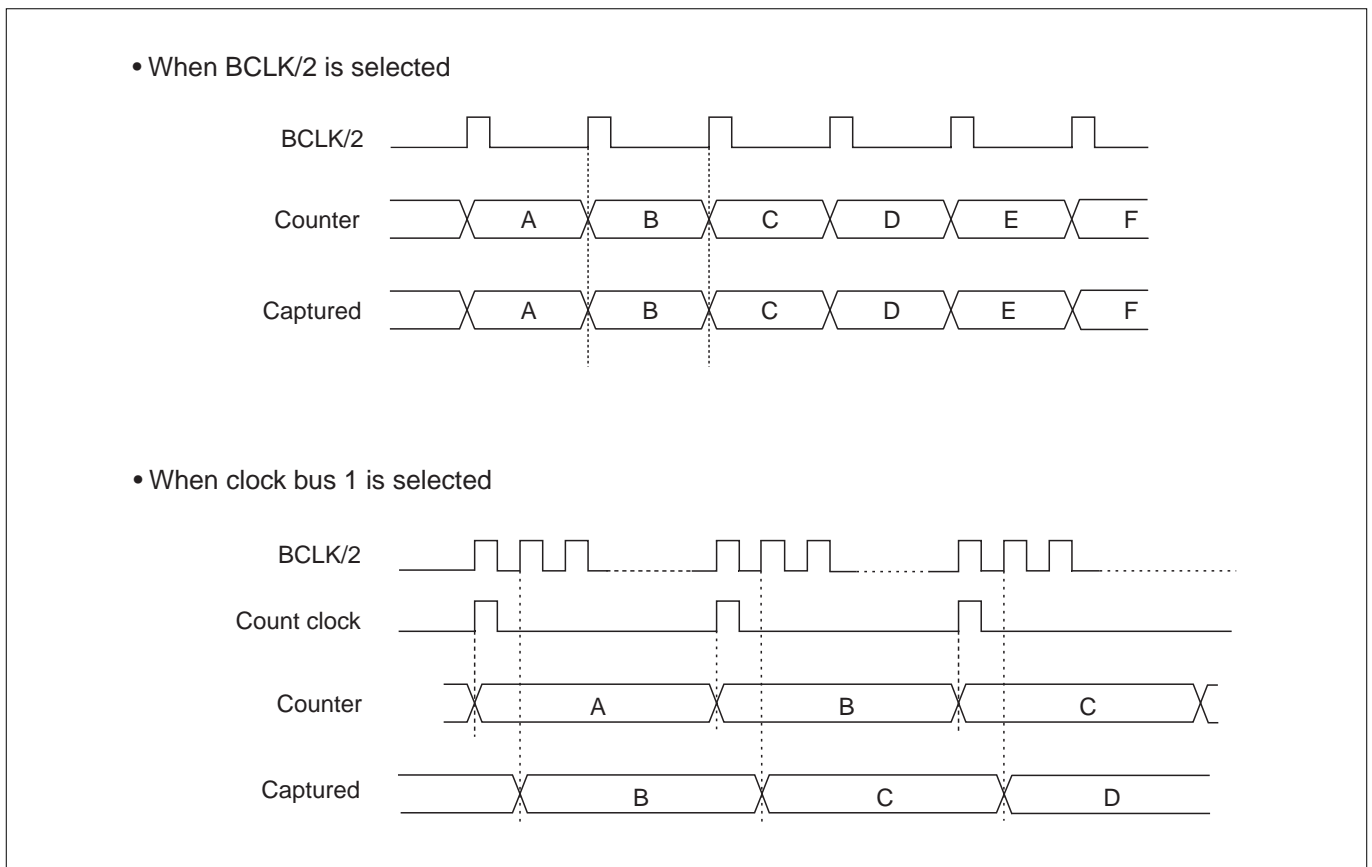 • When BCLK/2 is selected
BCLK/2
Counter A B C D E F
Captured A B C D E F
• When clock bus 1 is selected
BCLK/2
Count clock
Counter A B C
Captured B C D